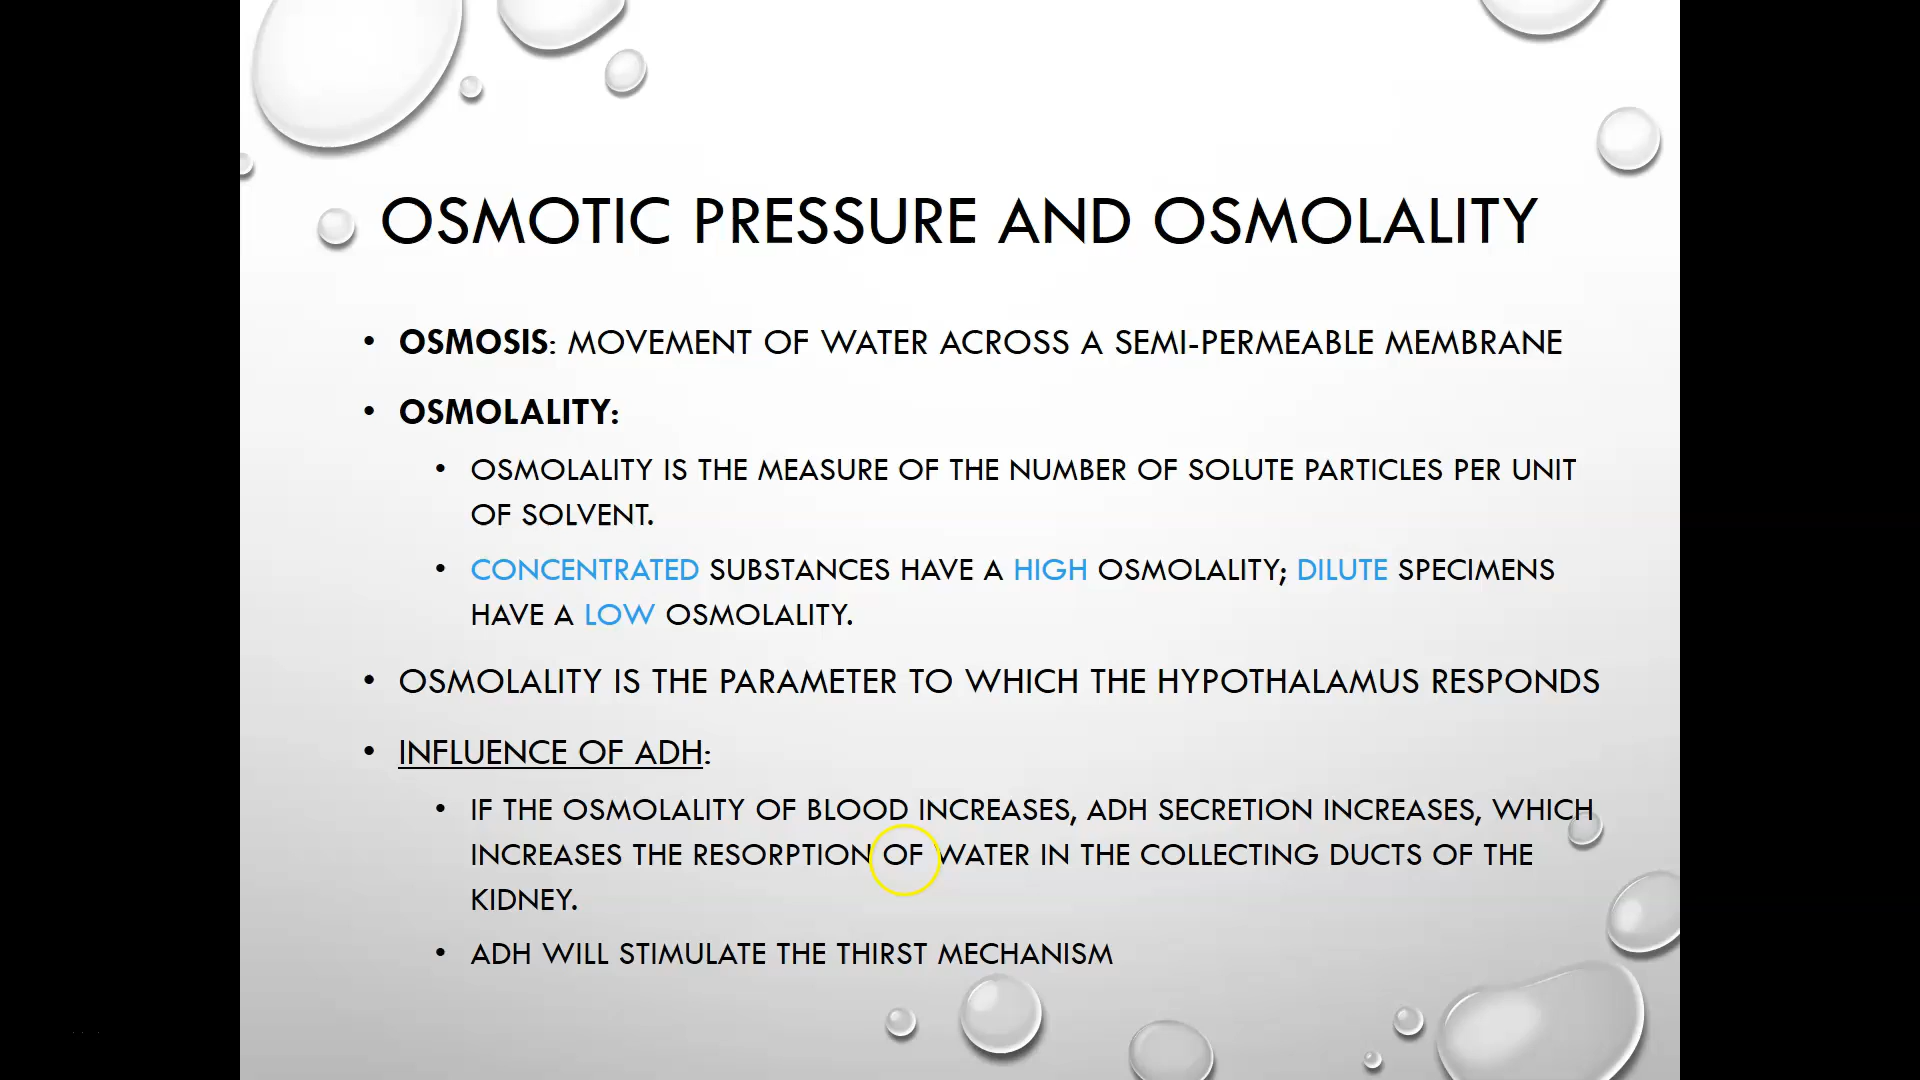 OSMOTIC PRESSURE AND OSMOLALITY
• OSMOSIS: MOVEMENT OF WATER ACROSS A SEMI-PERMEABLE MEMBRANE
• OSMOLALITY:
• OSMOLALITY IS THE MEASURE OF THE NUMBER OF SOLUTE PARTICLES PER UNIT
OF SOLVENT.
• CONCENTRATED SUBSTANCES HAVE A HIGH OSMOLALITY; DILUTE SPECIMENS
HAVE A LOW OSMOLALITY.
• OSMOLALITY IS THE PARAMETER TO WHICH THE HYPOTHALAMUS RESPONDS
• INFLUENCE OF ADH:
• IF THE OSMOLALITY OF BLOOD INCREASES, ADH SECRETION INCREASES, WHICH
INCREASES THE RESORPTION OF WATER IN THE COLLECTING DUCTS OF THE
KIDNEY.
• ADH WILL STIMULATE THE THIRST MECHANISM